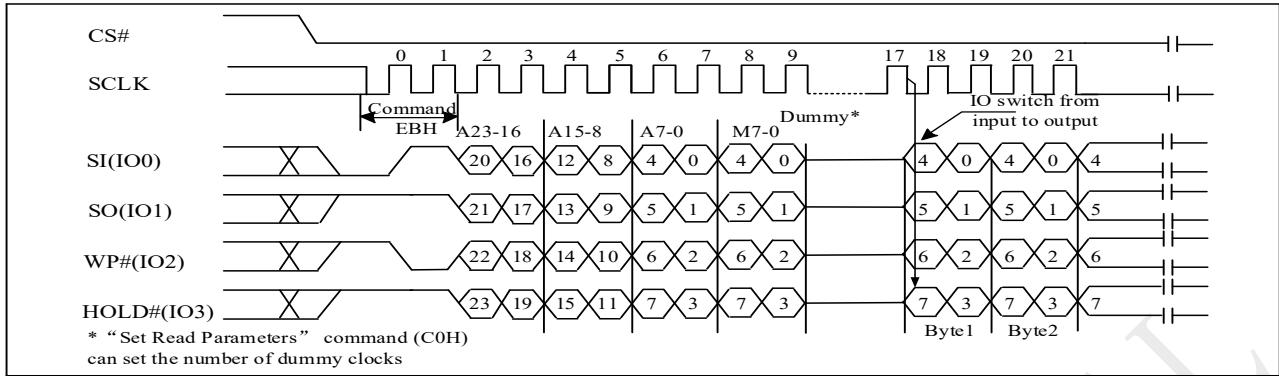 CS#
0 1 2 3 4 5 6 7 8 9 17 18 19 20 21
SCLK
Command
EBH
A23-16 A15-8 A7-0 M7-0
Dummy*
IO switch from
input to output
SI(IO0) 20 16 12 8 4 0 4 0 4 0 4 0 4
SO(IO1) 21 17 13 9 5 1 5 1 5 1 5 1 5
WP#(IO2) 22 18 14 10 6 2 6 2 6 2 6 2 6
HOLD#(IO3) 23 19 15 11 7 3 7 3 7 3 7 3 7
Byte1 Byte2
* “Set Read Parameters” command (C0H)
can set the number of dummy clocks